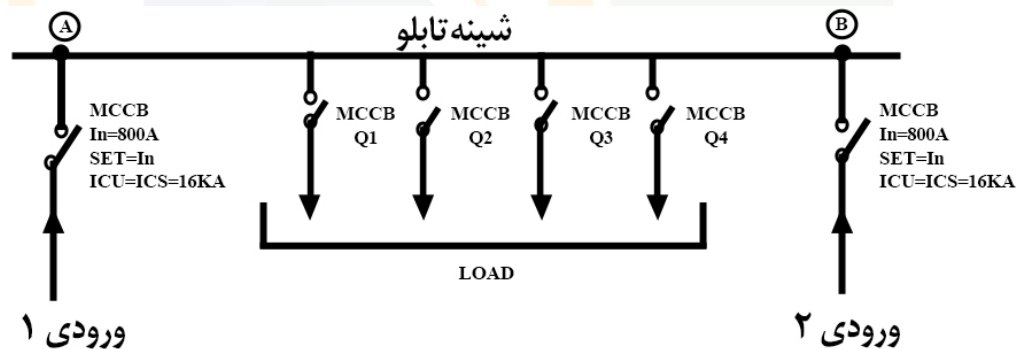 A
شینه تابلو
B
MCCB
In=800A
SET=In
ICU=ICS=16KA
MCCB
Q1
MCCB
Q2
MCCB
Q3
MCCB
Q4
MCCB
In=800A
SET=In
ICU=ICS=16KA
LOAD
ورودی ۱
ورودی ۲